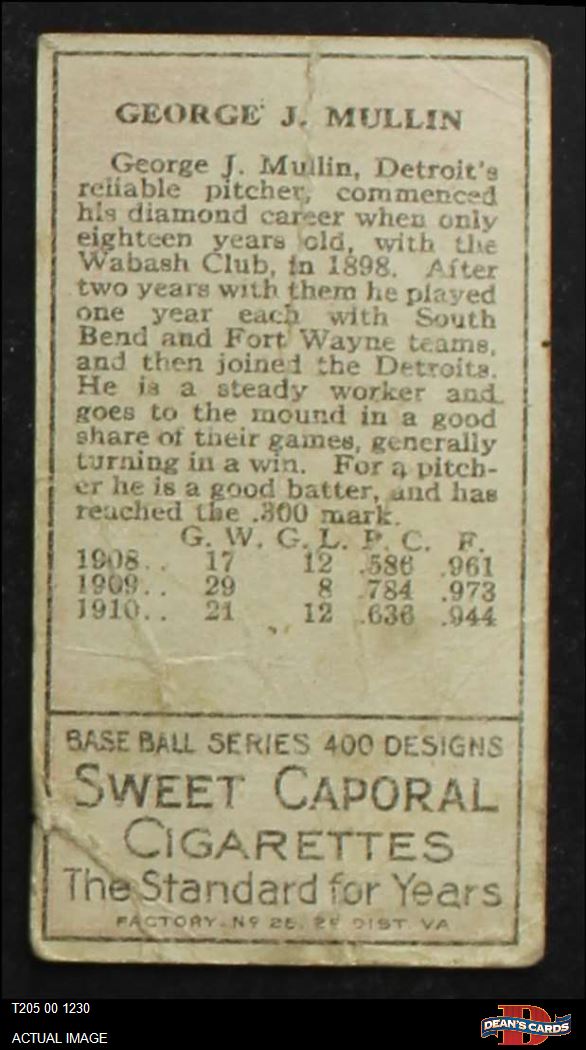 GEORGE J. MULLIN
George J. Mullin, Detroit's
reliable pitcher, commenced
his diamond career when only
eighteen years old, with the
Wabash Club, in 1898. After
two years with them he played
one year each with South
Bend and Fort Wayne teams,
and then joined the Detroits.
He is a steady worker and
goes to the mound in a good
share of their games, generally
turning in a win. For a pitch-
er he is a good batter, and has
reached the .300 mark.
G. W. G. L. P. C. F.
1908.. 17 12 .586 .961
1909.. 29 8 .784 .973
1910.. 21 12 .636 .944
BASE BALL SERIES 400 DESIGNS
SWEET CAPORAL
CIGARETTES
The Standard for Years
FACTORY Nº 25, 2ᴰ DIST. VA
T205 00 1230
ACTUAL IMAGE
D
DEAN'S CARDS